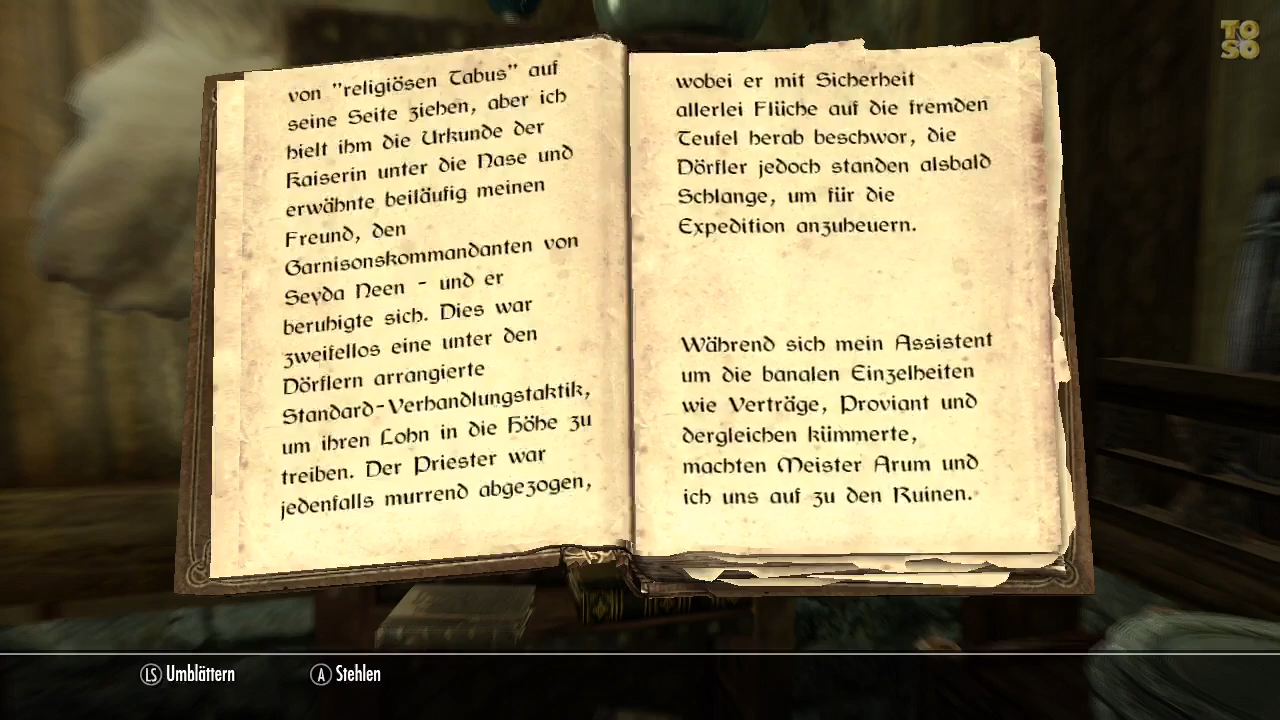 von "religiösen Tabus" auf
seine Seite ziehen, aber ich
hielt ihm die Urkunde der
Kaiserin unter die Nase und
erwähnte beiläufig meinen
Freund, den
Garnisonskommandanten von
Seyda Neen - und er
beruhigte sich. Dies war
zweifellos eine unter den
Dörflern arrangierte
Standard-Verhandlungstaktik,
um ihren Lohn in die Höhe zu
treiben. Der Priester war
jedenfalls murrend abgezogen,
wobei er mit Sicherheit
allerlei Flüche auf die fremden
Teufel herab beschwor, die
Dörfler jedoch standen alsbald
Schlange, um für die
Expedition anzuheuern.
Während sich mein Assistent
um die banalen Einzelheiten
wie Verträge, Proviant und
dergleichen kümmerte,
machten Meister Arum und
ich uns auf zu den Ruinen.
TO
SO
LS Umblättern
A Stehlen